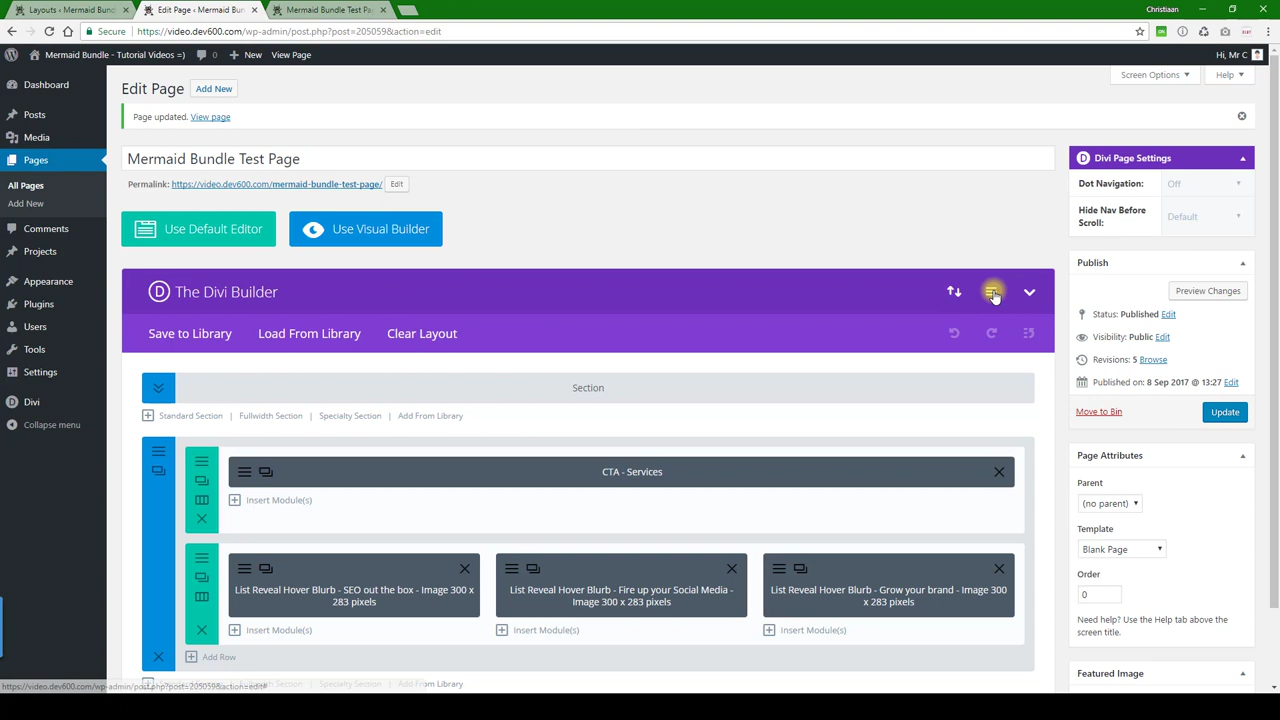 Layouts ‹ Mermaid Bund
Edit Page ‹ Mermaid Bun
Mermaid Bundle Test Pa
Christiaan
Secure
https://video.dev600.com/wp-admin/post.php?post=205059&action=edit
Mermaid Bundle - Tutorial Videos =)
0
New
View Page
Hi, Mr C
Dashboard
Posts
Media
Pages
All Pages
Add New
Comments
Projects
Appearance
Plugins
Users
Tools
Settings
Divi
Collapse menu
Edit Page
Add New
Screen Options
Help
Page updated. View page
Mermaid Bundle Test Page
Permalink: https://video.dev600.com/mermaid-bundle-test-page/ Edit
Use Default Editor
Use Visual Builder
D The Divi Builder
Save to Library
Load From Library
Clear Layout
Section
Standard Section | Fullwidth Section | Specialty Section | Add From Library
CTA - Services
Insert Module(s)
List Reveal Hover Blurb - SEO out the box - Image 300 x
283 pixels
Insert Module(s)
List Reveal Hover Blurb - Fire up your Social Media -
Image 300 x 283 pixels
Insert Module(s)
List Reveal Hover Blurb - Grow your brand - Image 300
x 283 pixels
Insert Module(s)
Add Row
Standard Section | Fullwidth Section | Specialty Section | Add From Library
https://video.dev600.com/wp-admin/post.php?post=205059&action=edit#
D Divi Page Settings
Dot Navigation:
Off
Hide Nav Before
Scroll:
Default
Publish
Preview Changes
Status: Published Edit
Visibility: Public Edit
Revisions: 5 Browse
Published on: 8 Sep 2017 @ 13:27 Edit
Move to Bin
Update
Page Attributes
Parent
(no parent)
Template
Blank Page
Order
0
Need help? Use the Help tab above the
screen title.
Featured Image